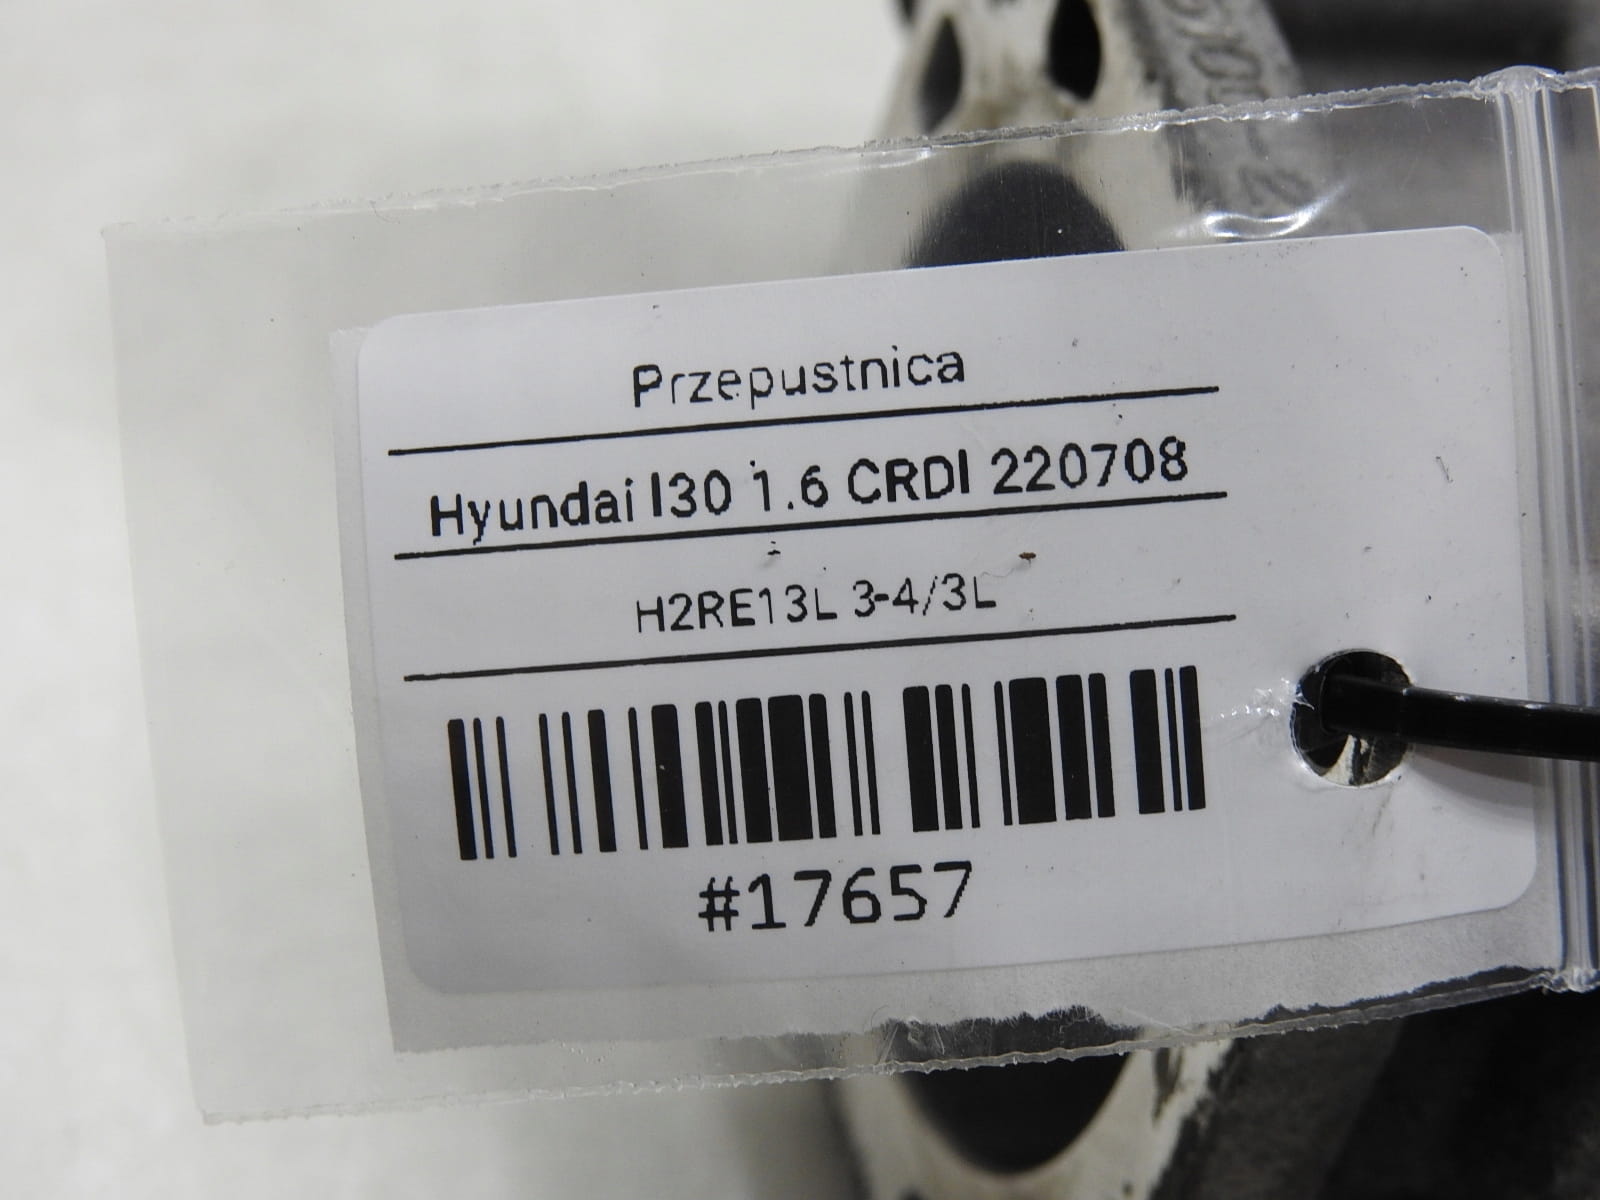 Przepustnica
Hyundai I30 1.6 CRDI 220708
H2RE13L 3-4/3L
#17657